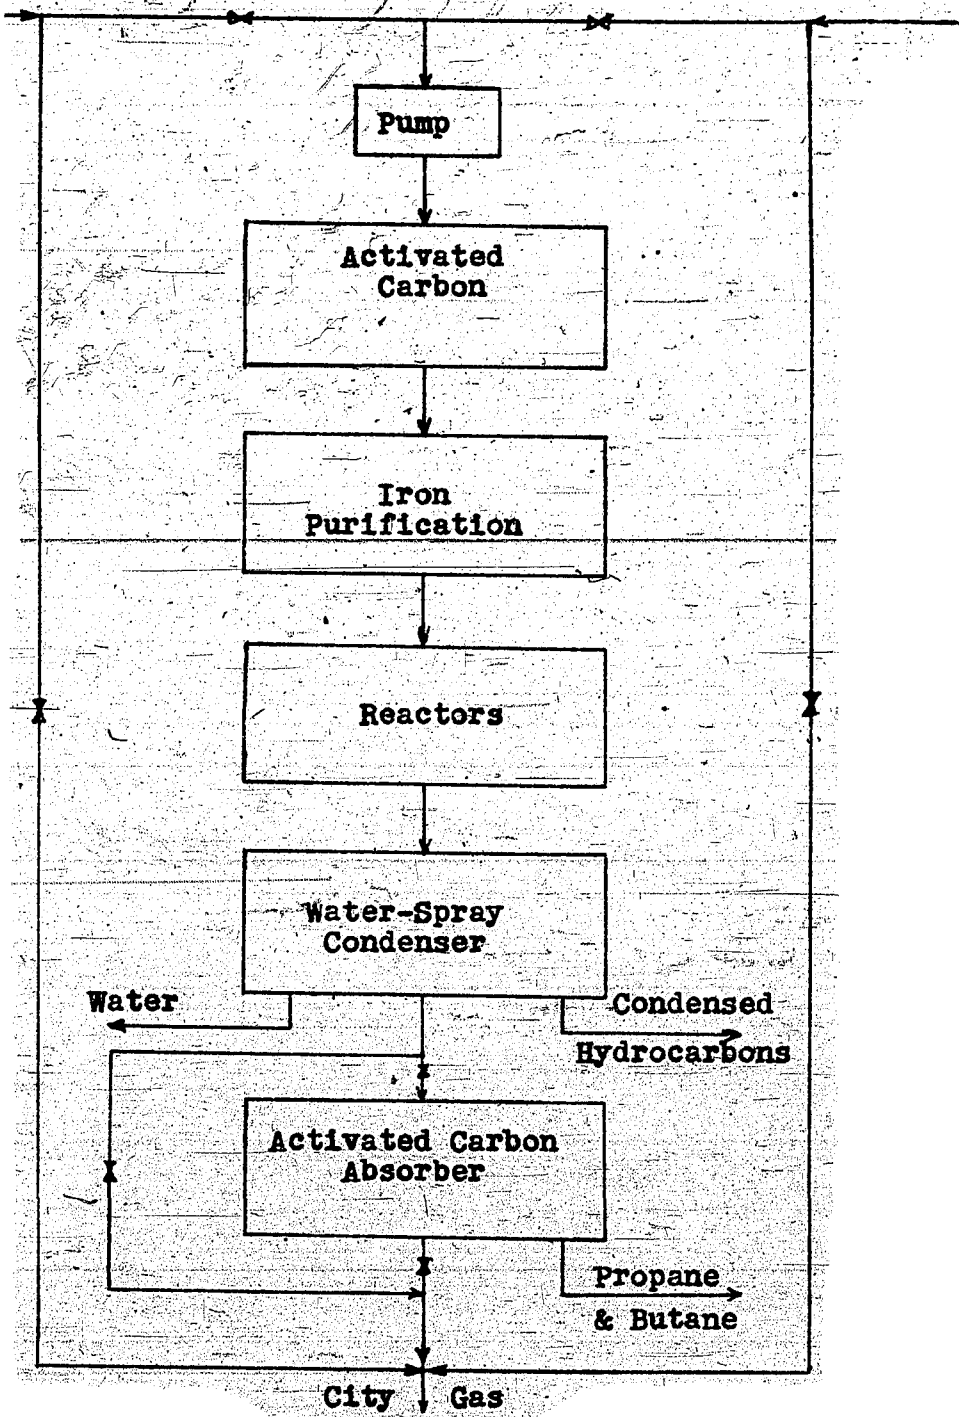 Pump
Activated
Carbon
Iron
Purification
Reactors
Water-Spray
Condenser
Water
Condensed
Hydrocarbons
Activated Carbon
Absorber
Propane
& Butane
City Gas